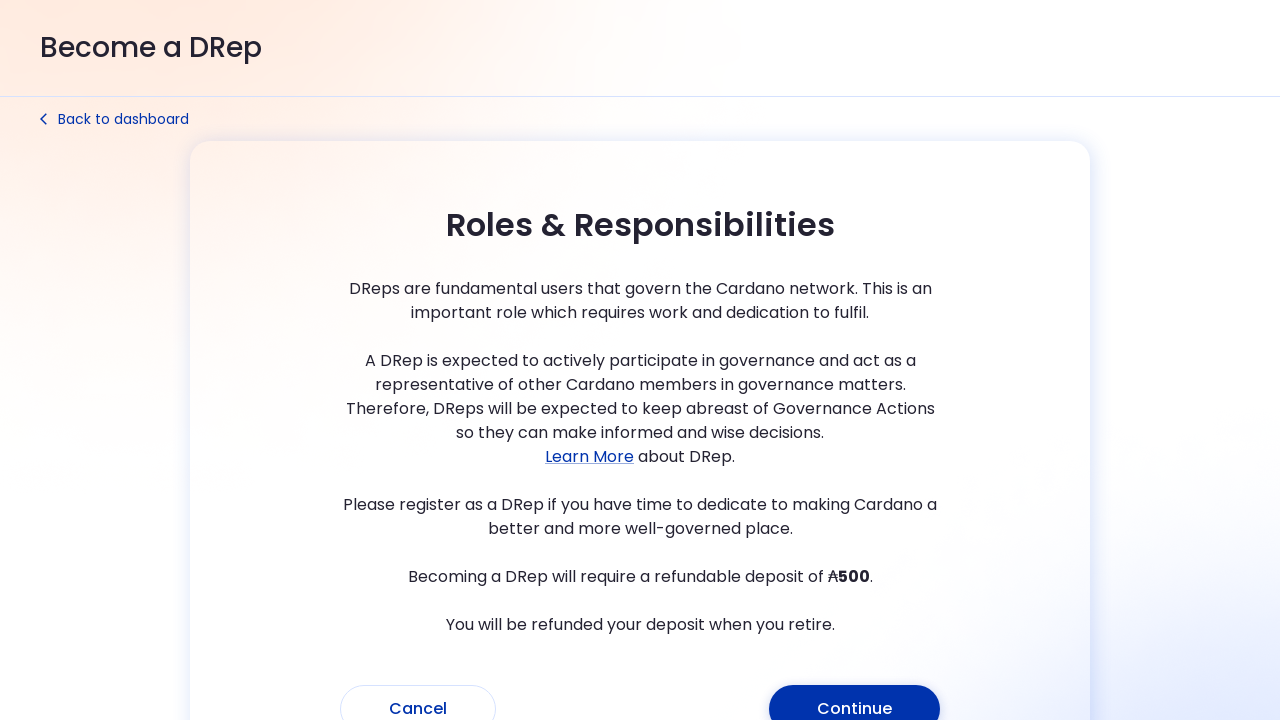 Become a DRep
Back to dashboard
Roles & Responsibilities
DReps are fundamental users that govern the Cardano network. This is an
important role which requires work and dedication to fulfil.
A DRep is expected to actively participate in governance and act as a
representative of other Cardano members in governance matters.
Therefore, DReps will be expected to keep abreast of Governance Actions
so they can make informed and wise decisions.
Learn More about DRep.
Please register as a DRep if you have time to dedicate to making Cardano a
better and more well-governed place.
Becoming a DRep will require a refundable deposit of ₳500.
You will be refunded your deposit when you retire.
Cancel
Continue